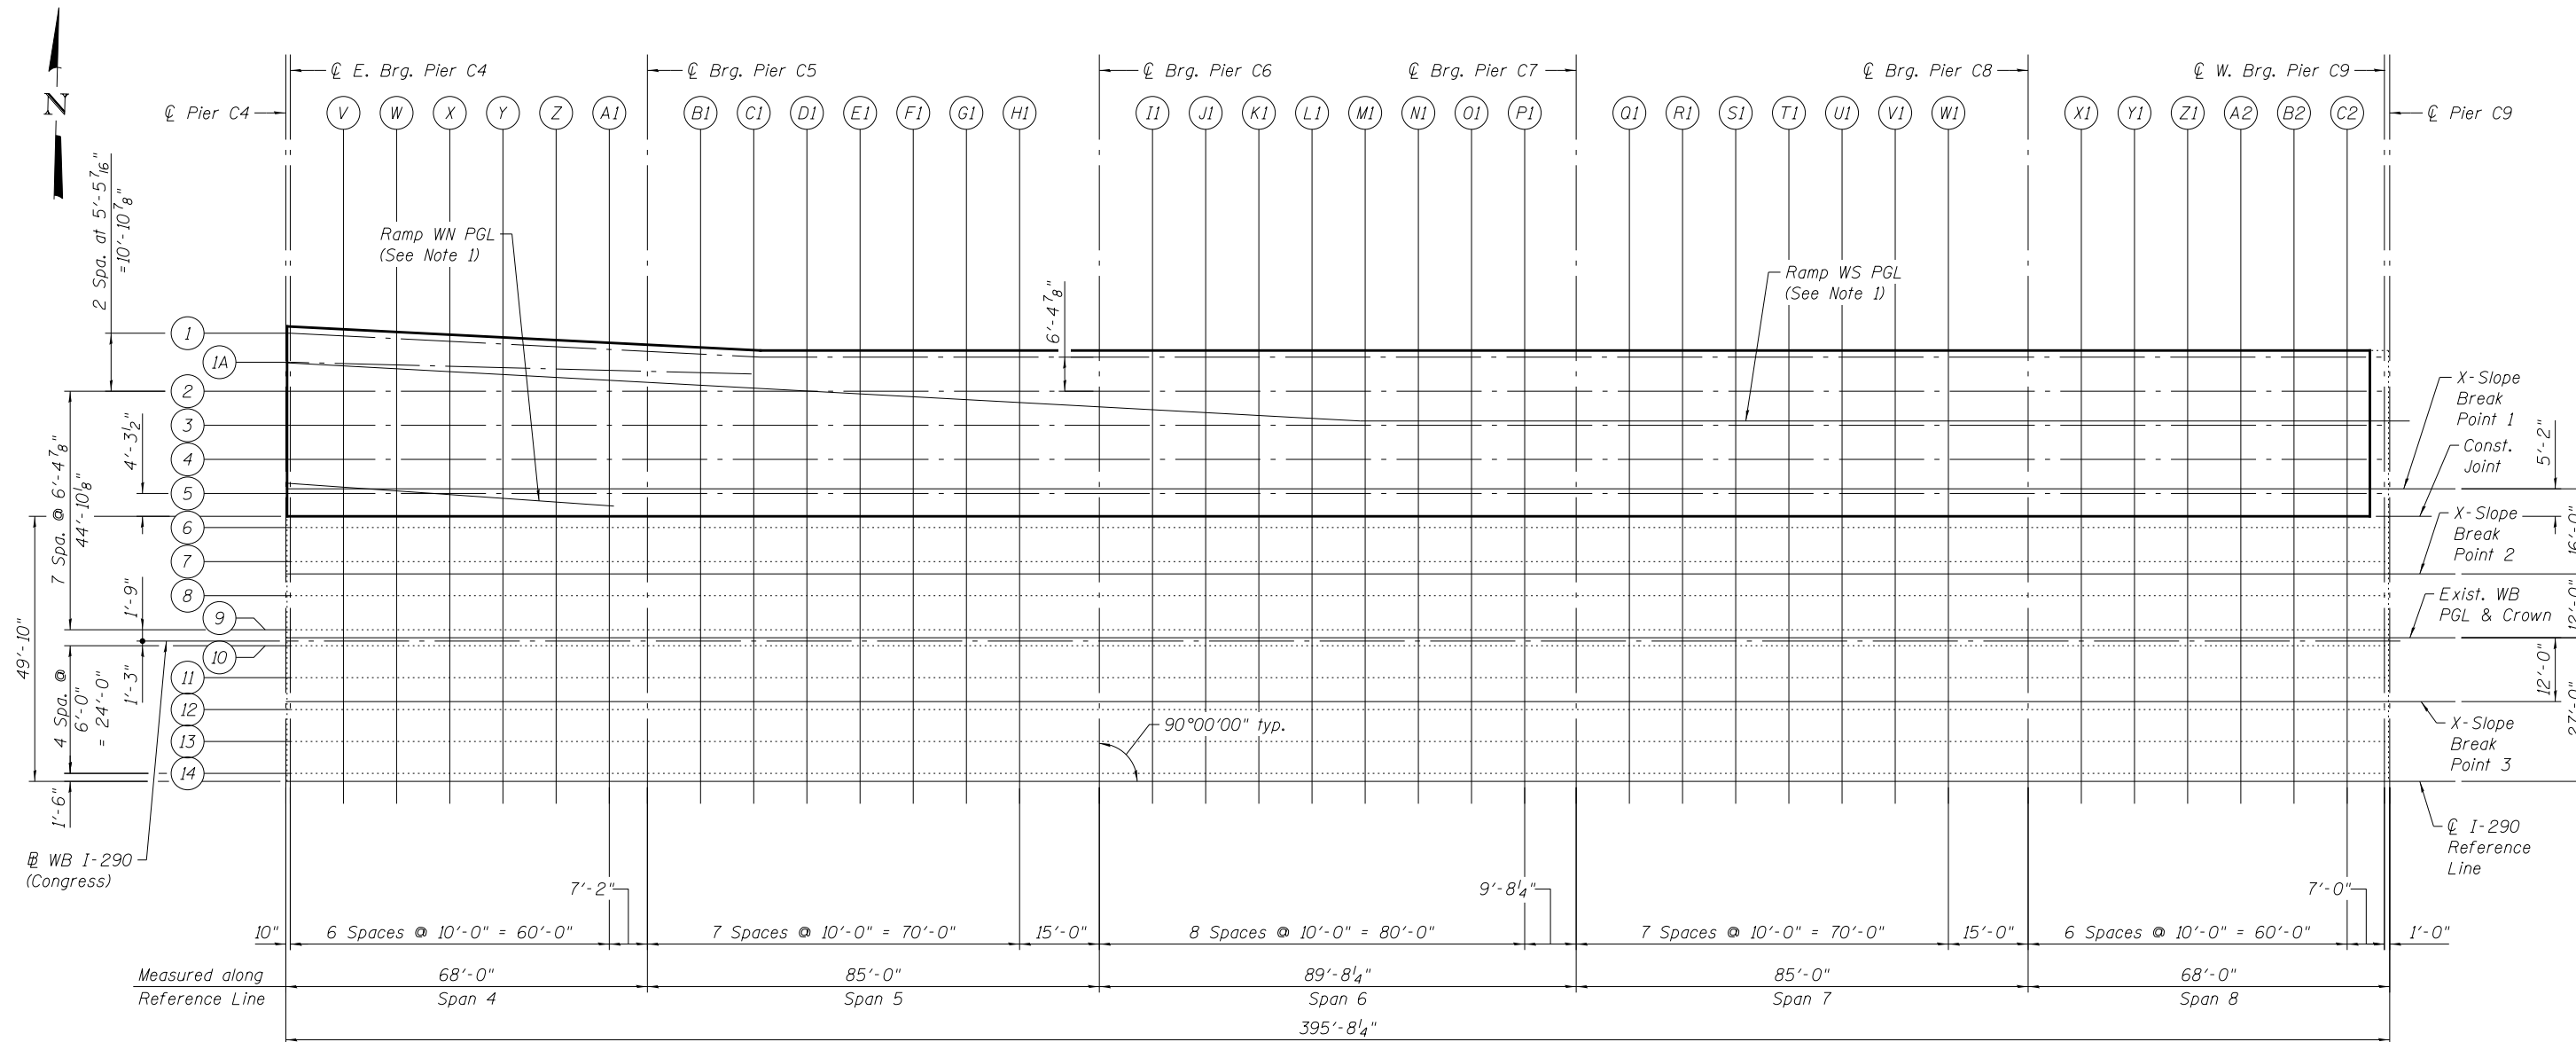 N
℄ E. Brg. Pier C4
℄ Brg. Pier C5
℄ Brg. Pier C6
℄ Brg. Pier C7
℄ Brg. Pier C8
℄ W. Brg. Pier C9
℄ Pier C4
V W X Y Z A1 B1 C1 D1 E1 F1 G1 H1 I1 J1 K1 L1 M1 N1 O1 P1 Q1 R1 S1 T1 U1 V1 W1 X1 Y1 Z1 A2 B2 C2
℄ Pier C9
2 Spa. at 5'-5 7/16"
=10'-10 7/8"
Ramp WN PGL
(See Note 1)
Ramp WS PGL
(See Note 1)
6'-4 7/8"
1
1A
2
3
4
5
6
7
8
9
10
11
12
13
14
7 Spa. @ 6'-4 7/8"
44'-10 1/8"
4'-3 1/2"
1'-9"
1'-3"
49'-10"
4 Spa. @
6'-0"
= 24'-0"
1'-6"
X-Slope
Break
Point 1
Const.
Joint
X-Slope
Break
Point 2
Exist. WB
PGL & Crown
X-Slope
Break
Point 3
5'-2"
16'-0"
12'-0"
12'-0"
27'-0"
90°00'00" typ.
℄ I-290
Reference
Line
B̲L̲ WB I-290
(Congress)
7'-2"
9'-8 1/4"
7'-0"
10"
6 Spaces @ 10'-0" = 60'-0"
7 Spaces @ 10'-0" = 70'-0"
15'-0"
8 Spaces @ 10'-0" = 80'-0"
7 Spaces @ 10'-0" = 70'-0"
15'-0"
6 Spaces @ 10'-0" = 60'-0"
1'-0"
Measured along
Reference Line
68'-0"
Span 4
85'-0"
Span 5
89'-8 1/4"
Span 6
85'-0"
Span 7
68'-0"
Span 8
395'-8 1/4"